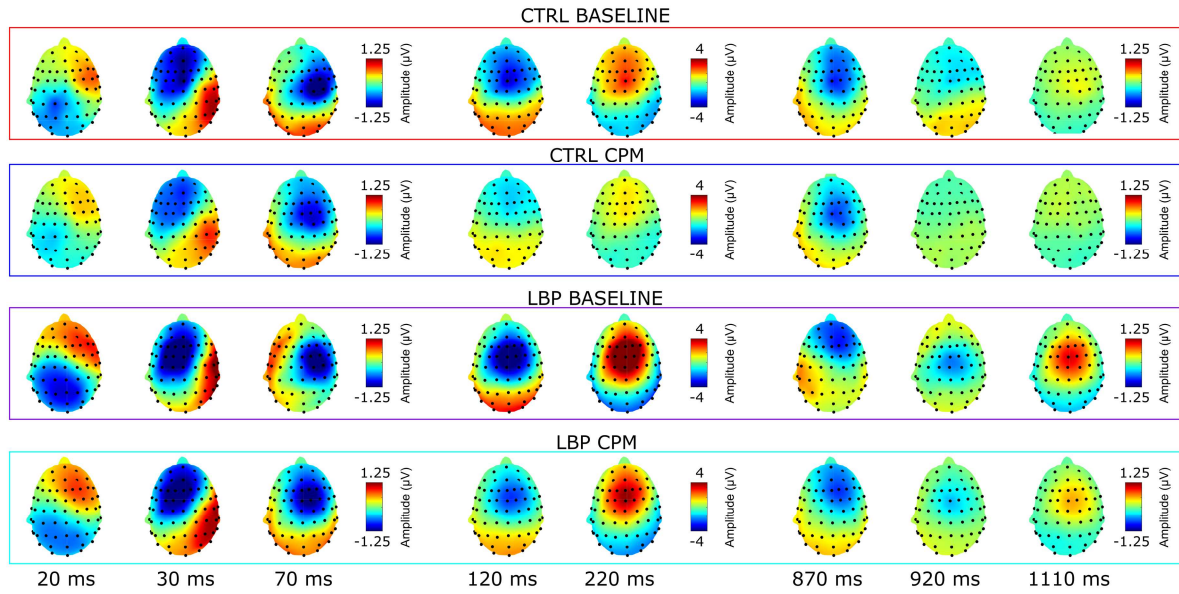 CTRL BASELINE
1.25 4
Amplitude (µV) Amplitude (µV)
-1.25 -4
CTRL CPM
1.25 4
Amplitude (µV) Amplitude (µV)
-1.25 -4
LBP BASELINE
1.25 4
Amplitude (µV) Amplitude (µV)
-1.25 -4
LBP CPM
1.25 4
Amplitude (µV) Amplitude (µV)
-1.25 -4
1.25
Amplitude (µV)
-1.25
1.25
Amplitude (µV)
-1.25
1.25
Amplitude (µV)
-1.25
1.25
Amplitude (µV)
-1.25
20 ms 30 ms 70 ms 120 ms 220 ms 870 ms 920 ms 1110 ms